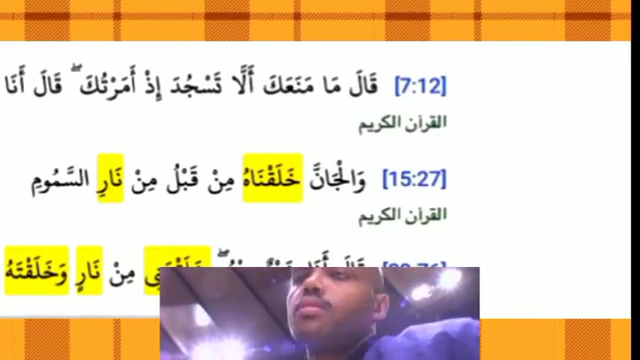 [7:12] قَالَ مَا مَنَعَكَ أَلَّا تَسْجُدَ إِذْ أَمَرْتُكَ ۖ قَالَ أَنَا
القرآن الكريم
[15:27] وَالْجَانَّ خَلَقْنَاهُ مِنْ قَبْلُ مِنْ نَارِ السَّمُومِ
القرآن الكريم
مِنْ نَارٍ وَخَلَقْتَهُ